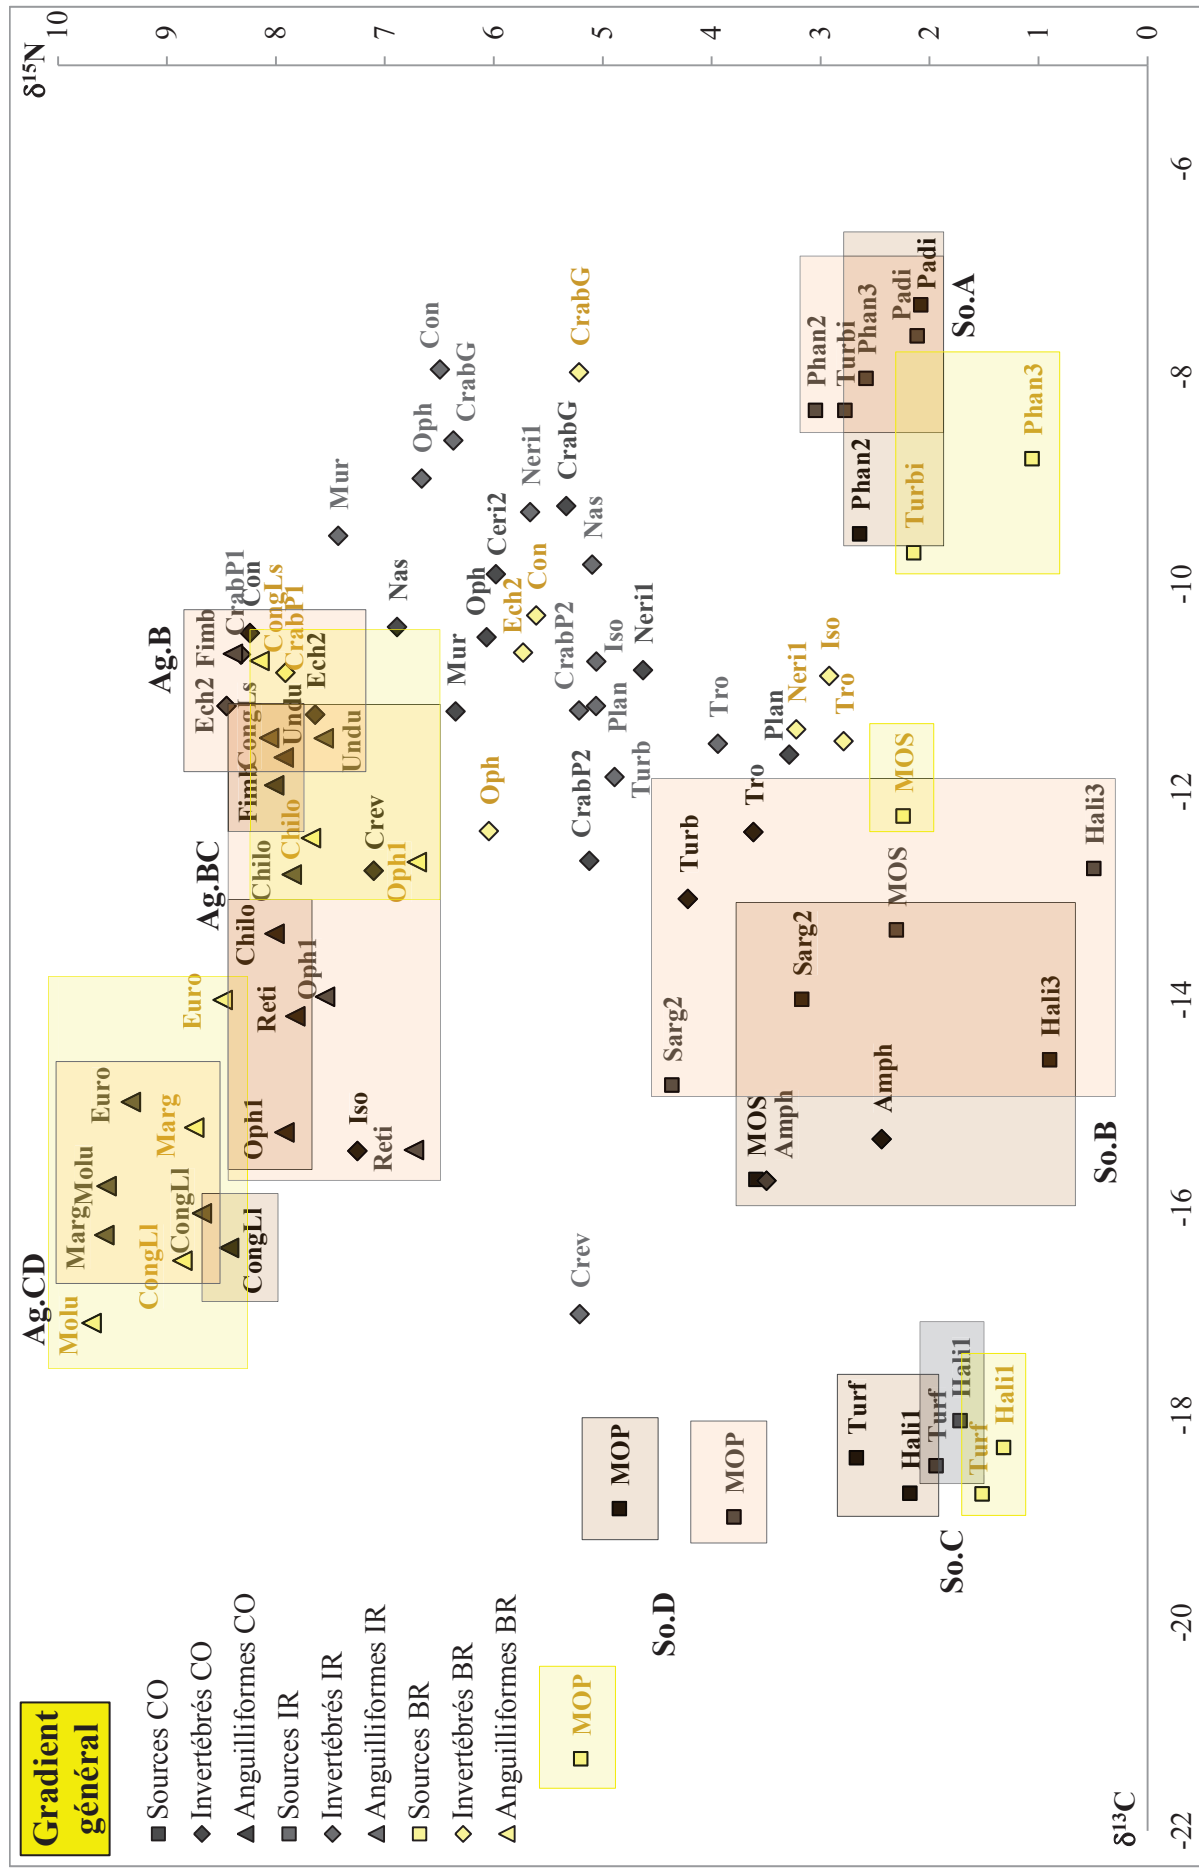 Gradient
général
Sources CO
Invertébrés CO
Anguilliformes CO
Sources IR
Invertébrés IR
Anguilliformes IR
Sources BR
Invertébrés BR
Anguilliformes BR
δ¹⁵N
10
9
8
7
6
5
4
3
2
1
0
δ¹³C
-22
-20
-18
-16
-14
-12
-10
-8
-6
Ag.CD
Molu
Marg
Molu
Euro
CongLl
CongLl
Marg
Euro
CongLl
Ag.BC
Oph1
Reti
Chilo
Oph1
Iso
Reti
Chilo
Chilo
Fimb
Oph1
Crev
Ag.B
Ech2
Fimb
CrabP1
Con
CongLs
CrabP1
CongLs
Undu
Ech2
Undu
Mur
Nas
Mur
Oph
Con
CrabG
Oph
Oph
Ceri2
Ech2
Con
Neri1
CrabG
CrabG
CrabP2
CrabP2
Nas
Iso
Plan
Neri1
Turb
Crev
Tro
Plan
Neri1
Iso
Tro
Tro
Turb
Sarg2
Sarg2
MOS
Amph
Amph
MOS
MOS
Hali3
Hali3
So.B
Phan2
Turbi
Phan3
Padi
Padi
Phan2
Turbi
Phan3
So.A
Turf
Hali1
Turf
Hali1
Turf
Hali1
So.C
MOP
MOP
MOP
So.D